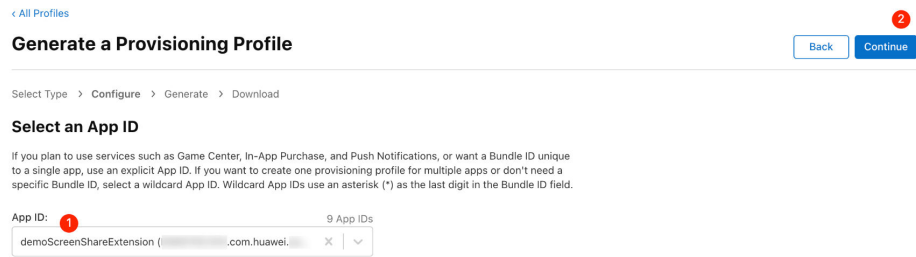 ‹ All Profiles
2
Generate a Provisioning Profile
Back
Continue
Select Type > Configure > Generate > Download
Select an App ID
If you plan to use services such as Game Center, In-App Purchase, and Push Notifications, or want a Bundle ID unique
to a single app, use an explicit App ID. If you want to create one provisioning profile for multiple apps or don't need a
specific Bundle ID, select a wildcard App ID. Wildcard App IDs use an asterisk (*) as the last digit in the Bundle ID field.
App ID:
1
9 App IDs
demoScreenShareExtension ( .com.huawei. ...